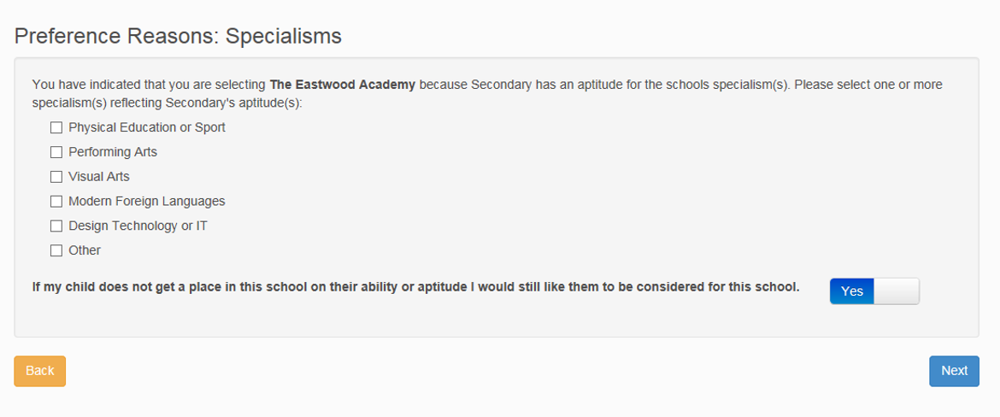 Preference Reasons: Specialisms
You have indicated that you are selecting The Eastwood Academy because Secondary has an aptitude for the schools specialism(s). Please select one or more
specialism(s) reflecting Secondary's aptitude(s):
Physical Education or Sport
Performing Arts
Visual Arts
Modern Foreign Languages
Design Technology or IT
Other
If my child does not get a place in this school on their ability or aptitude I would still like them to be considered for this school. Yes
Back Next